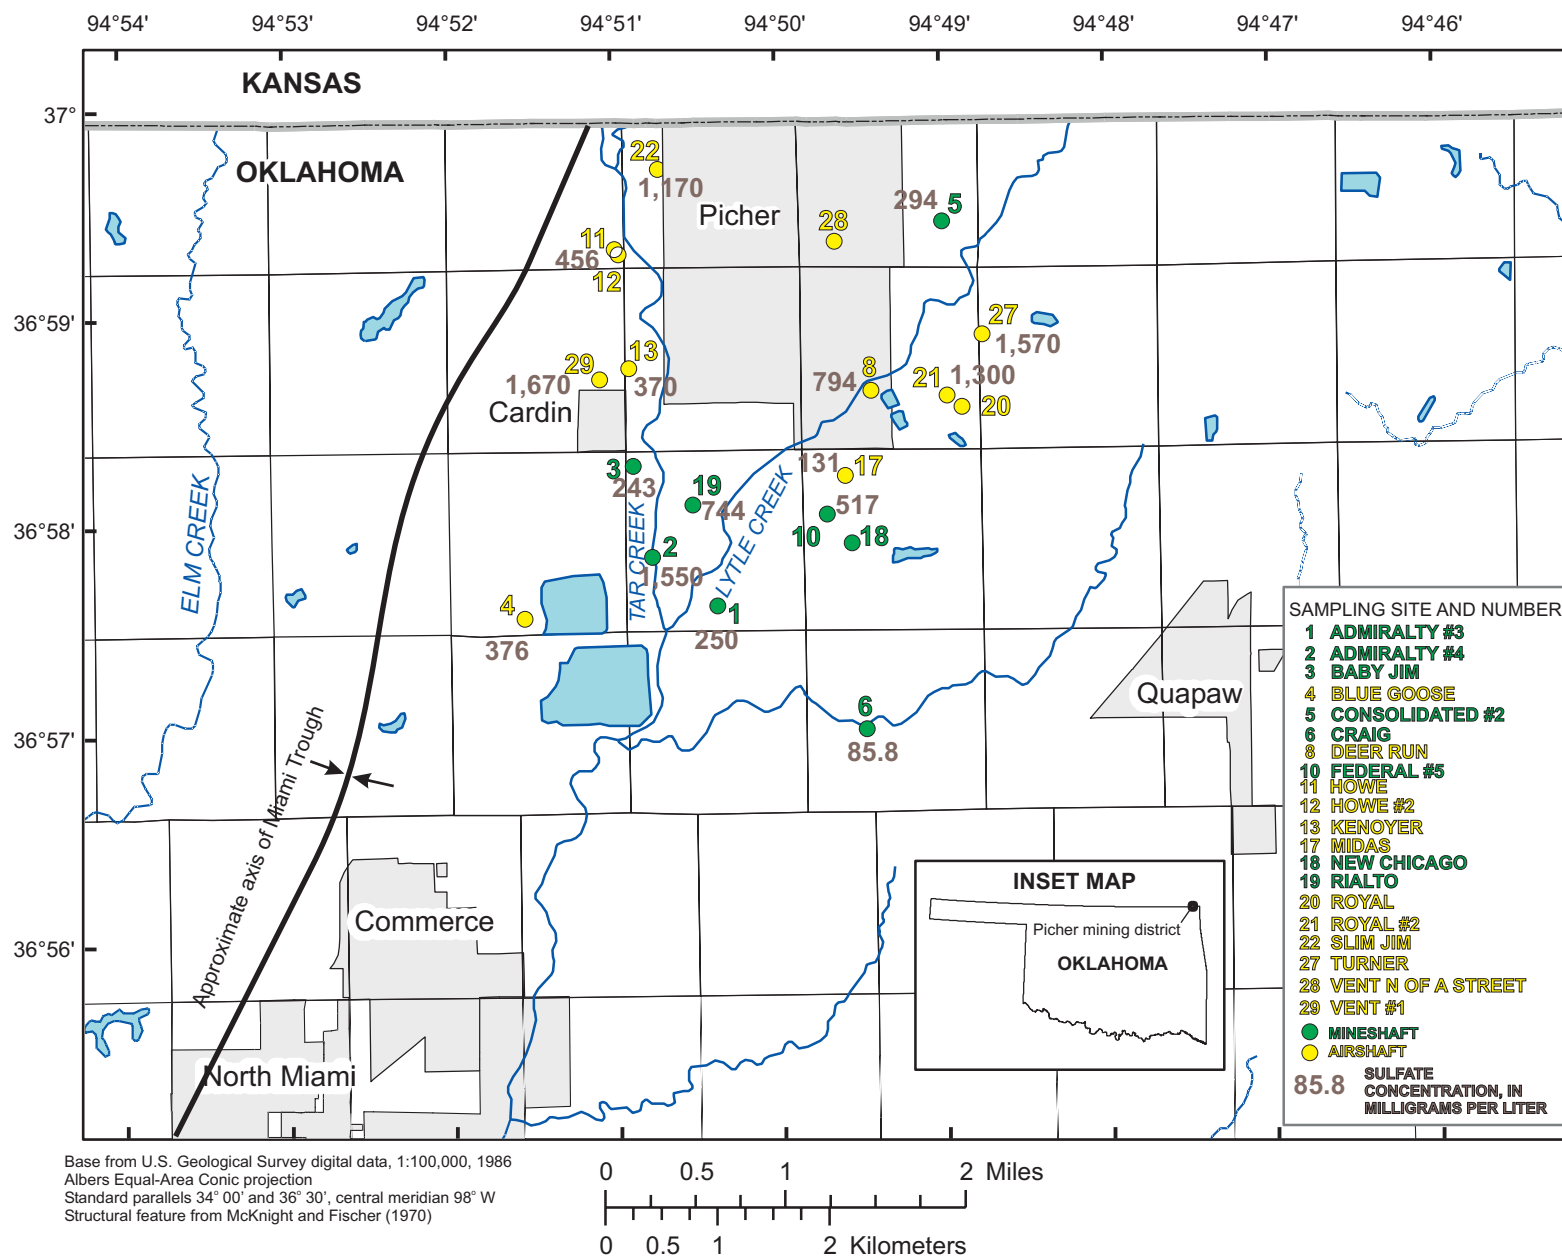 94°54' 94°53' 94°52' 94°51' 94°50' 94°49' 94°48' 94°47' 94°46'
KANSAS
37°
OKLAHOMA
22
1,170
Picher
294
5
28
11
456
12
36°59'
27
1,570
13
29
1,670
370
Cardin
8
794
21
1,300
20
3
243
19
744
131
17
517
10
18
36°58'
ELM CREEK
TAR CREEK
LYTLE CREEK
2
1,550
4
376
1
250
Quapaw
6
85.8
36°57'
Approximate axis of Miami Trough
Commerce
36°56'
North Miami
INSET MAP
Picher mining district
OKLAHOMA
SAMPLING SITE AND NUMBER
1 ADMIRALTY #3
2 ADMIRALTY #4
3 BABY JIM
4 BLUE GOOSE
5 CONSOLIDATED #2
6 CRAIG
8 DEER RUN
10 FEDERAL #5
11 HOWE
12 HOWE #2
13 KENOYER
17 MIDAS
18 NEW CHICAGO
19 RIALTO
20 ROYAL
21 ROYAL #2
22 SLIM JIM
27 TURNER
28 VENT N OF A STREET
29 VENT #1
MINESHAFT
AIRSHAFT
85.8 SULFATE
CONCENTRATION, IN
MILLIGRAMS PER LITER
Base from U.S. Geological Survey digital data, 1:100,000, 1986
Albers Equal-Area Conic projection
Standard parallels 34° 00' and 36° 30', central meridian 98° W
Structural feature from McKnight and Fischer (1970)
0 0.5 1 2 Miles
0 0.5 1 2 Kilometers